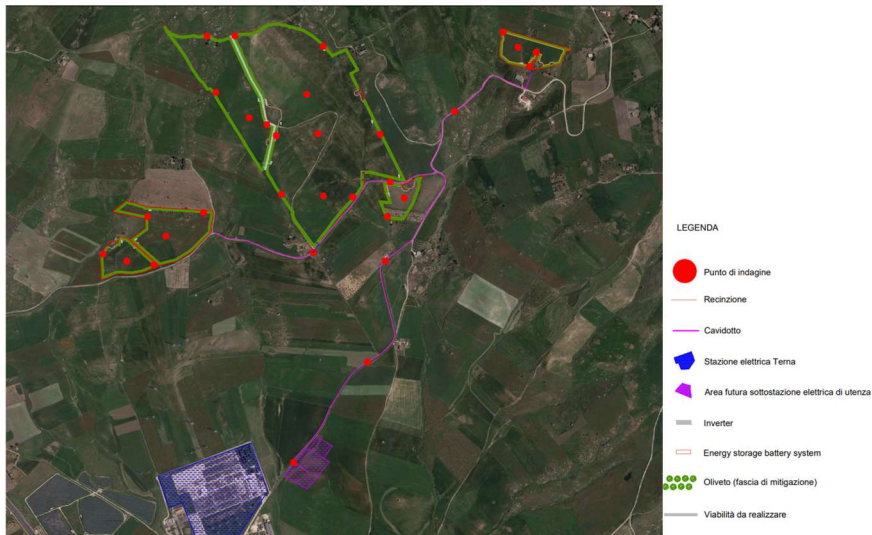 LEGENDA
Punto di indagine
Recinzione
Cavidotto
Stazione elettrica Terna
Area futura sottostazione elettrica di utenza
Inverter
Energy storage battery system
Oliveto (fascia di mitigazione)
Viabilità da realizzare